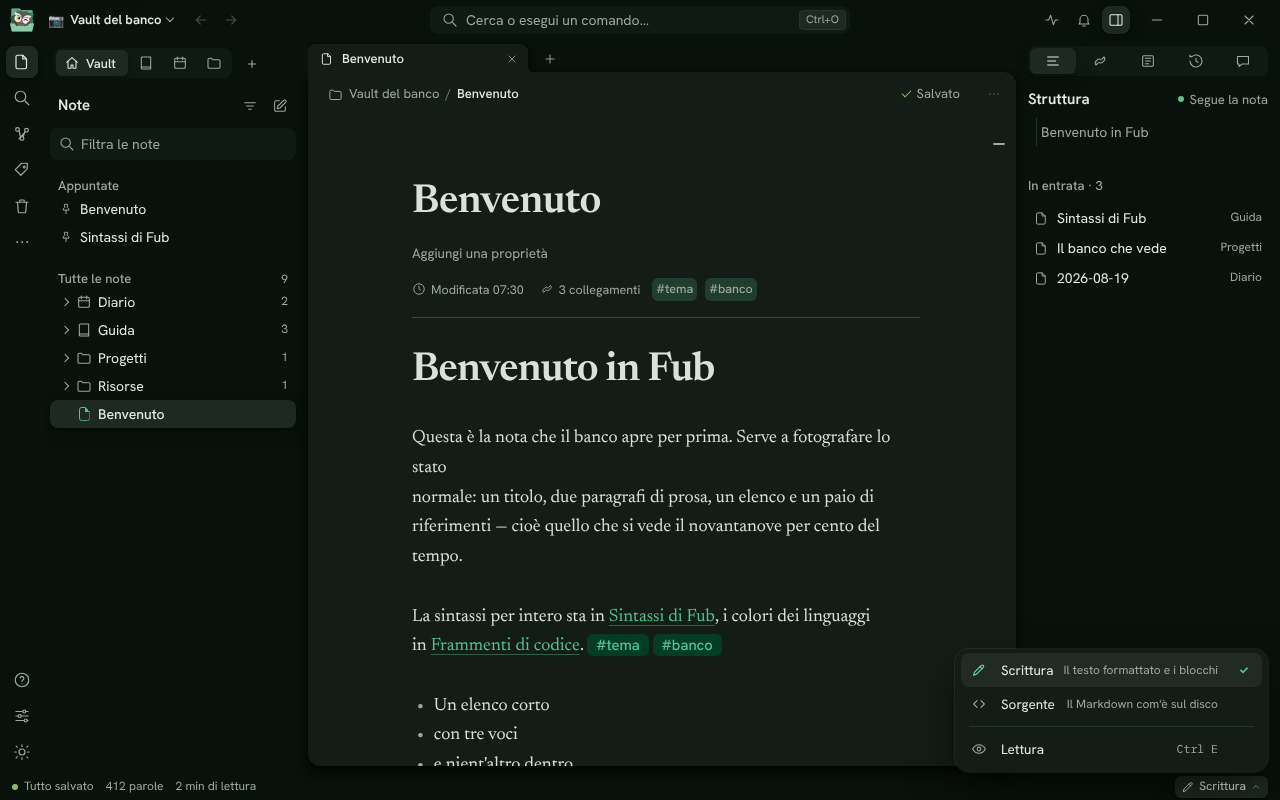 Vault del banco
Cerca o esegui un comando...
Ctrl+O
Vault
Note
Filtra le note
Appuntate
Benvenuto
Sintassi di Fub
Tutte le note 9
Diario 2
Guida 3
Progetti 1
Risorse 1
Benvenuto
Benvenuto
Vault del banco / Benvenuto
Salvato
Benvenuto
Aggiungi una proprietà
Modificata 07:30 3 collegamenti #tema #banco
Benvenuto in Fub
Questa è la nota che il banco apre per prima. Serve a fotografare lo
stato
normale: un titolo, due paragrafi di prosa, un elenco e un paio di
riferimenti — cioè quello che si vede il novantanove per cento del
tempo.
La sintassi per intero sta in Sintassi di Fub, i colori dei linguaggi
in Frammenti di codice. #tema #banco
• Un elenco corto
• con tre voci
• e nient'altro dentro
Struttura
Segue la nota
Benvenuto in Fub
In entrata · 3
Sintassi di Fub Guida
Il banco che vede Progetti
2026-08-19 Diario
Scrittura Il testo formattato e i blocchi
Sorgente Il Markdown com'è sul disco
Lettura Ctrl E
Tutto salvato 412 parole 2 min di lettura
Scrittura